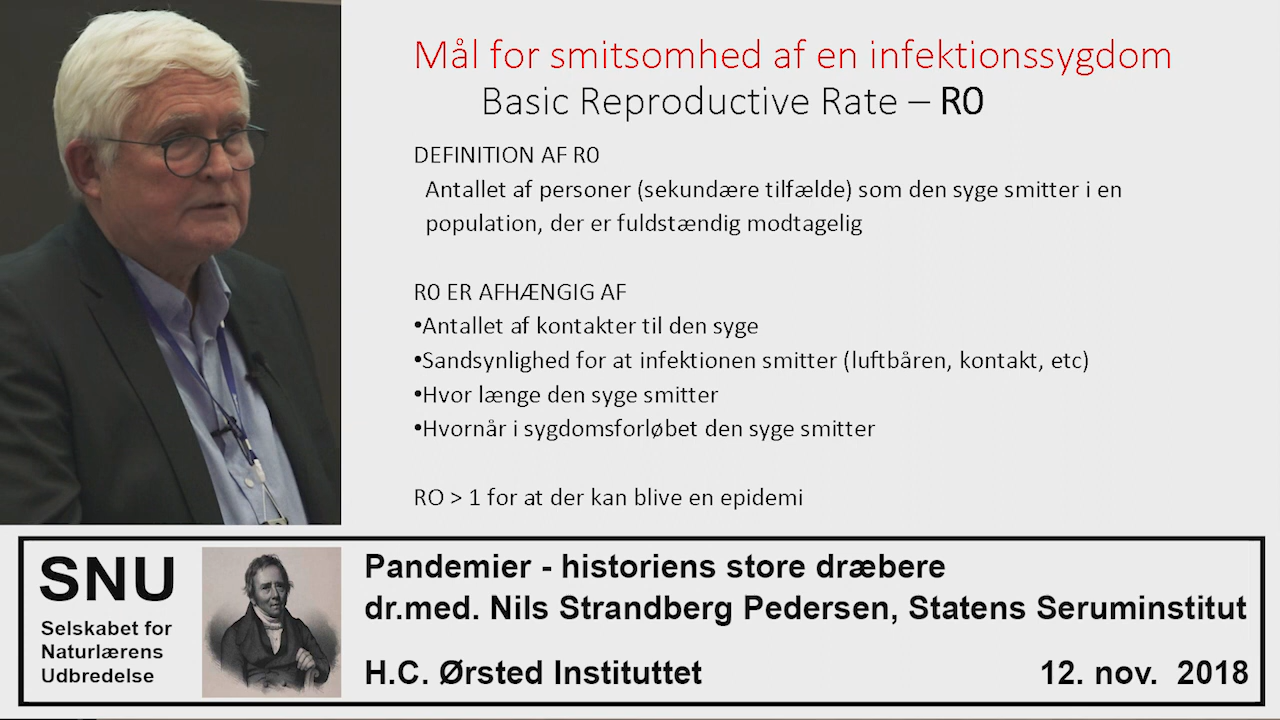 Mål for smitsomhed af en infektionssygdom
Basic Reproductive Rate – R0
DEFINITION AF R0
Antallet af personer (sekundære tilfælde) som den syge smitter i en
population, der er fuldstændig modtagelig
R0 ER AFHÆNGIG AF
•Antallet af kontakter til den syge
•Sandsynlighed for at infektionen smitter (luftbåren, kontakt, etc)
•Hvor længe den syge smitter
•Hvornår i sygdomsforløbet den syge smitter
RO > 1 for at der kan blive en epidemi
SNU
Selskabet for
Naturlærens
Udbredelse
Pandemier - historiens store dræbere
dr.med. Nils Strandberg Pedersen, Statens Seruminstitut
H.C. Ørsted Instituttet 12. nov. 2018